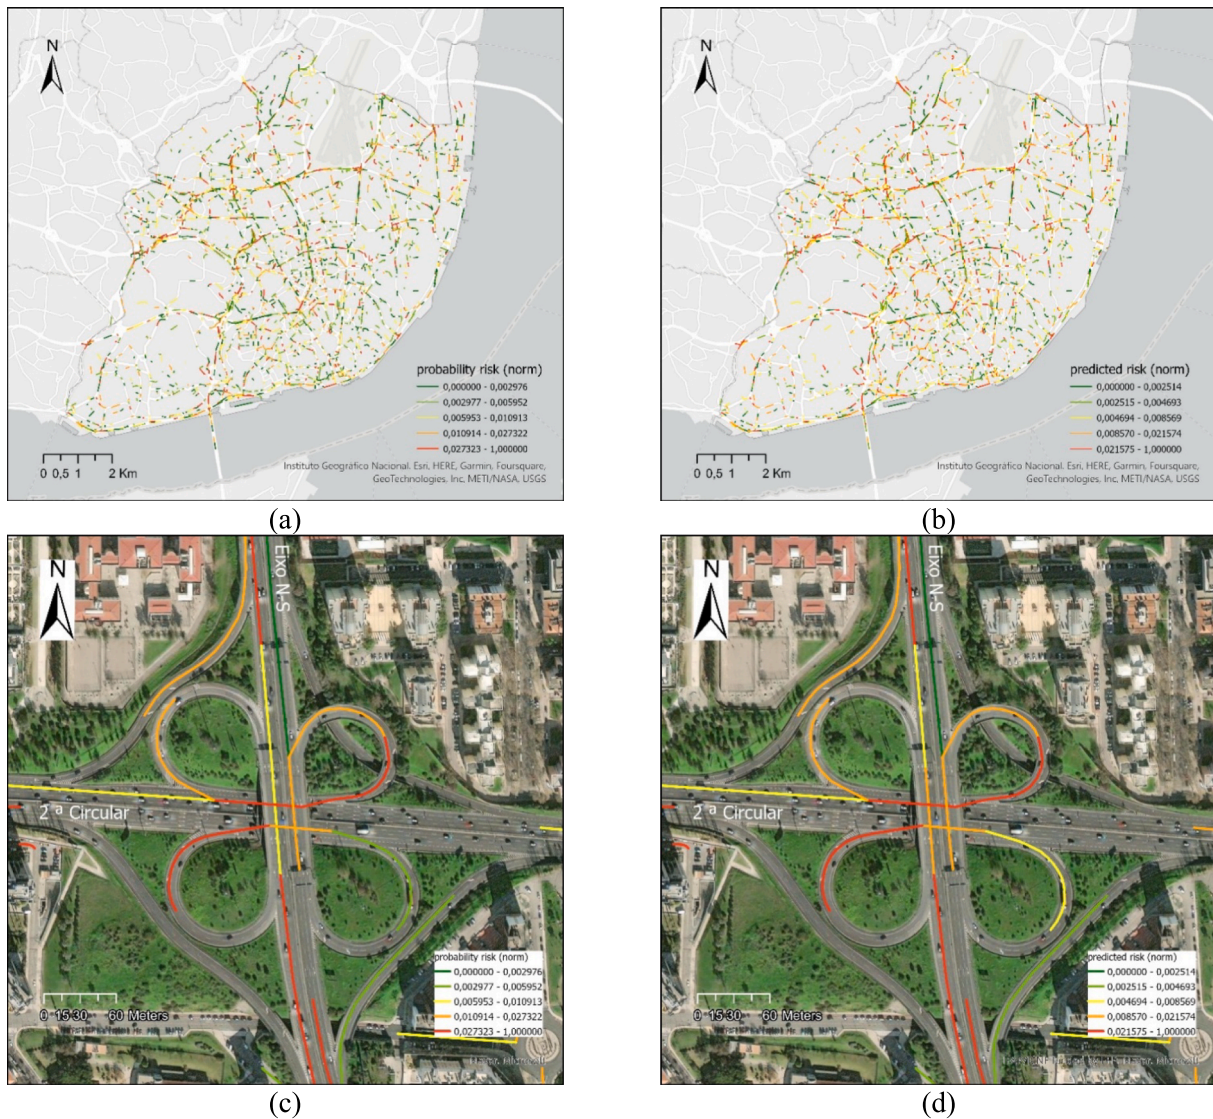 N
probability risk (norm)
0,000000 - 0,002976
0,002977 - 0,005952
0,005953 - 0,010913
0,010914 - 0,027322
0,027323 - 1,000000
0 0,5 1 2 Km
Instituto Geográfico Nacional, Esri, HERE, Garmin, Foursquare,
GeoTechnologies, Inc, METI/NASA, USGS
(a)
N
predicted risk (norm)
0,000000 - 0,002514
0,002515 - 0,004693
0,004694 - 0,008569
0,008570 - 0,021574
0,021575 - 1,000000
0 0,5 1 2 Km
Instituto Geográfico Nacional, Esri, HERE, Garmin, Foursquare,
GeoTechnologies, Inc, METI/NASA, USGS
(b)
N
Eixo N-S
2ª Circular
probability risk (norm)
0,000000 - 0,002976
0,002977 - 0,005952
0,005953 - 0,010913
0,010914 - 0,027322
0,027323 - 1,000000
0 15 30 60 Meters
(c)
N
Eixo N-S
2ª Circular
predicted risk (norm)
0,000000 - 0,002514
0,002515 - 0,004693
0,004694 - 0,008569
0,008570 - 0,021574
0,021575 - 1,000000
0 15 30 60 Meters
(d)